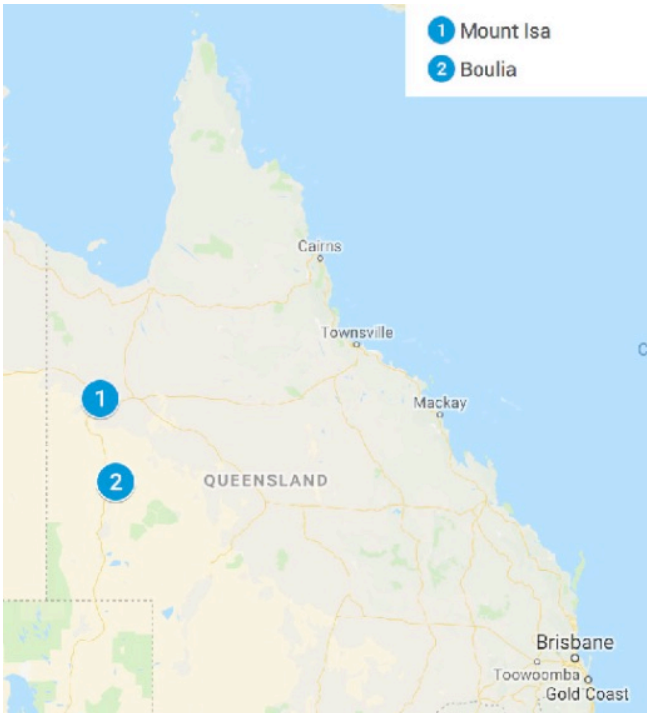 1 Mount Isa
2 Boulia
Cairns
Townsville
1
Mackay
2
QUEENSLAND
Brisbane
Toowoomba
Gold Coast